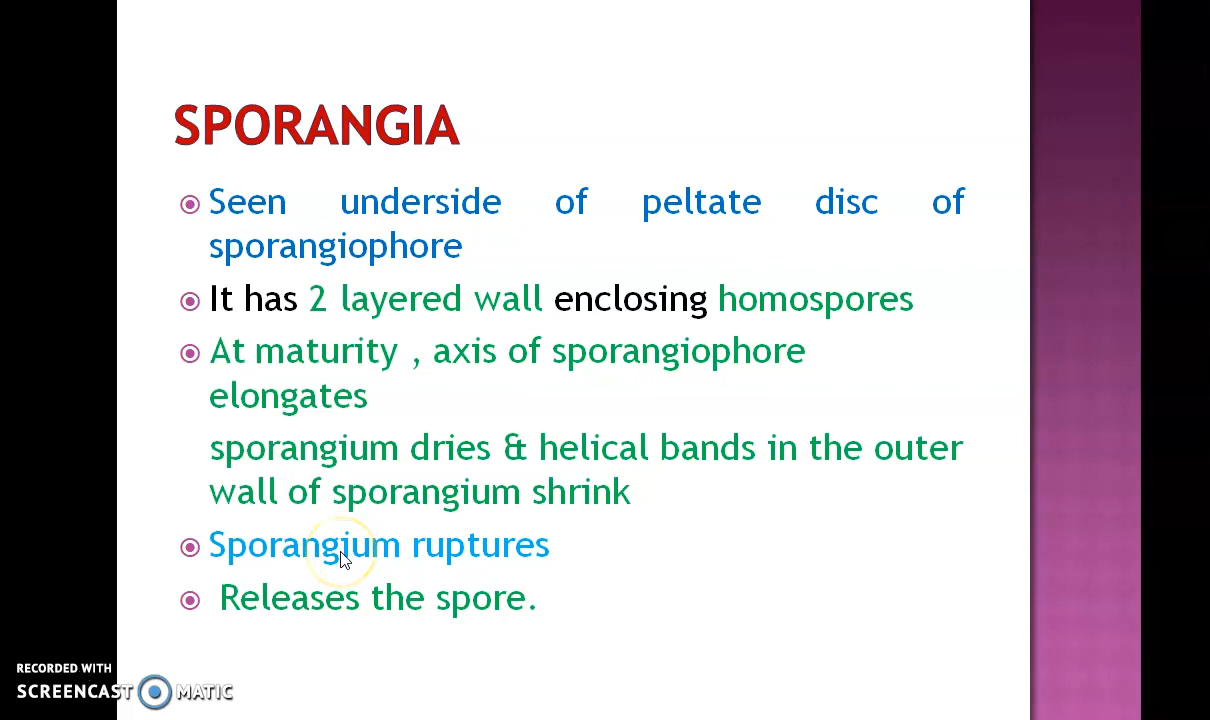 SPORANGIA
Seen underside of peltate disc of
sporangiophore
It has 2 layered wall enclosing homospores
At maturity , axis of sporangiophore
elongates
sporangium dries & helical bands in the outer
wall of sporangium shrink
Sporangium ruptures
Releases the spore.
RECORDED WITH
SCREENCAST MATIC